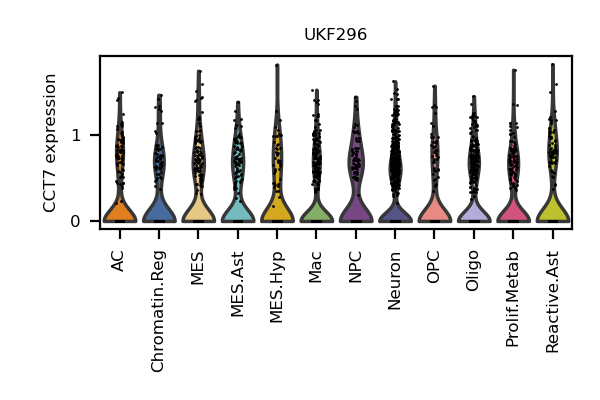 UKF296
CCT7 expression
1
0
AC
Chromatin.Reg
MES
MES.Ast
MES.Hyp
Mac
NPC
Neuron
OPC
Oligo
Prolif.Metab
Reactive.Ast